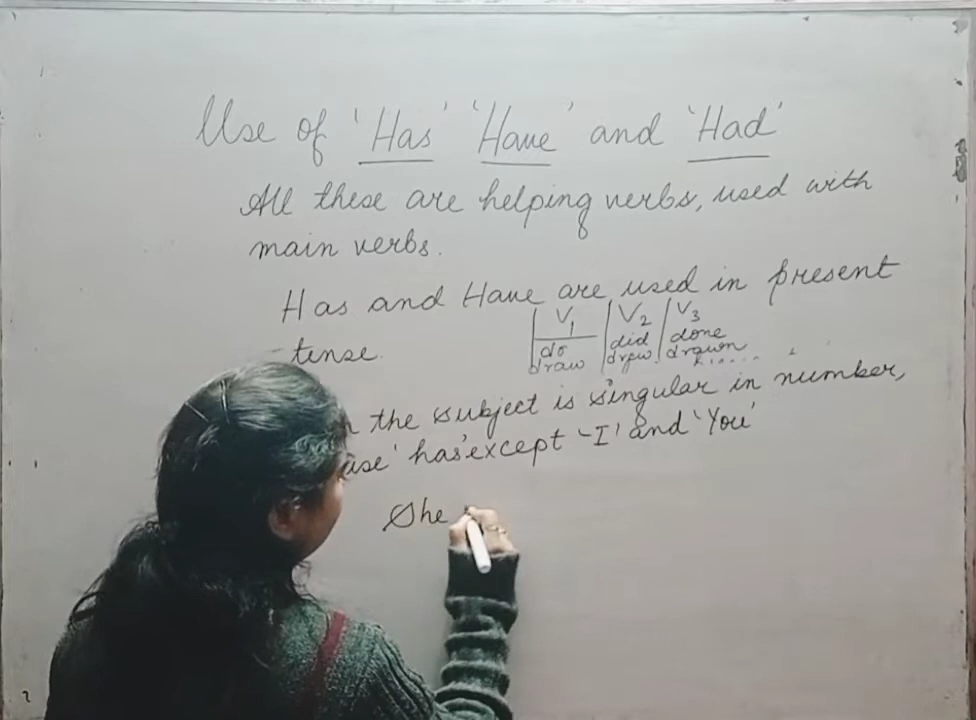 Use of 'Has' 'Have' and 'Had'
All these are helping verbs, used with
main verbs.
Has and Have are used in present
tense.
V1 V2 V3
do did done
draw drew drawn
the subject is singular in number,
use 'has' except 'I' and 'You'
She